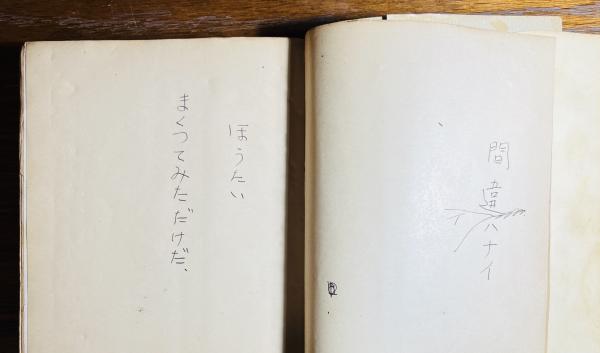 間違ハナイ
ほうたい
まくつてみただけだ、